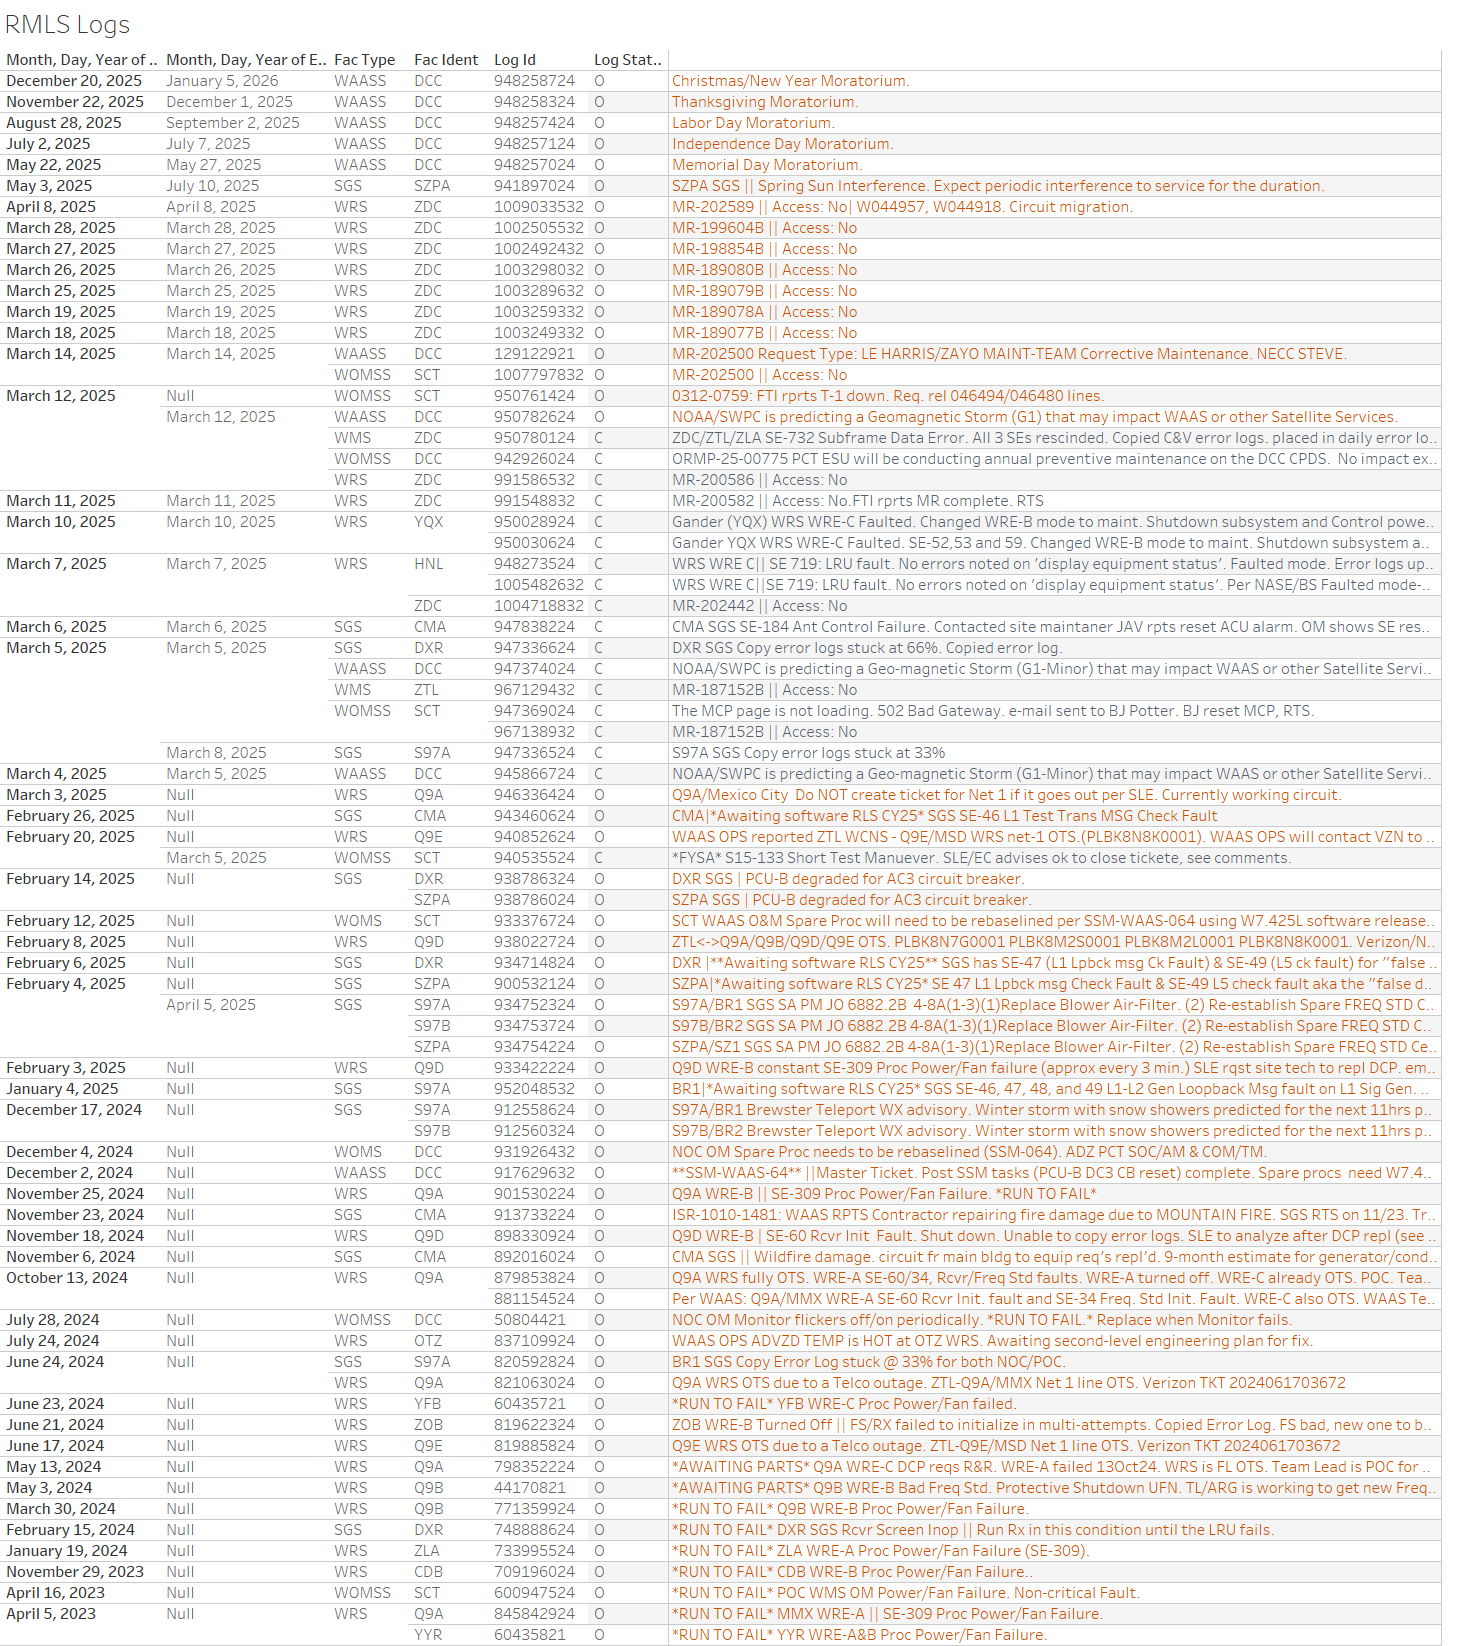 RMLS Logs
Month, Day, Year of .. Month, Day, Year of E.. Fac Type Fac Ident Log Id Log Stat..
December 20, 2025 January 5, 2026 WAASS DCC 948258724 O Christmas/New Year Moratorium.
November 22, 2025 December 1, 2025 WAASS DCC 948258324 O Thanksgiving Moratorium.
August 28, 2025 September 2, 2025 WAASS DCC 948257424 O Labor Day Moratorium.
July 2, 2025 July 7, 2025 WAASS DCC 948257124 O Independence Day Moratorium.
May 22, 2025 May 27, 2025 WAASS DCC 948257024 O Memorial Day Moratorium.
May 3, 2025 July 10, 2025 SGS SZPA 941897024 O SZPA SGS || Spring Sun Interference. Expect periodic interference to service for the duration.
April 8, 2025 April 8, 2025 WRS ZDC 1009033532 O MR-202589 || Access: No| W044957, W044918. Circuit migration.
March 28, 2025 March 28, 2025 WRS ZDC 1002505532 O MR-199604B || Access: No
March 27, 2025 March 27, 2025 WRS ZDC 1002492432 O MR-198854B || Access: No
March 26, 2025 March 26, 2025 WRS ZDC 1003298032 O MR-189080B || Access: No
March 25, 2025 March 25, 2025 WRS ZDC 1003289632 O MR-189079B || Access: No
March 19, 2025 March 19, 2025 WRS ZDC 1003259332 O MR-189078A || Access: No
March 18, 2025 March 18, 2025 WRS ZDC 1003249332 O MR-189077B || Access: No
March 14, 2025 March 14, 2025 WAASS DCC 129122921 O MR-202500 Request Type: LE HARRIS/ZAYO MAINT-TEAM Corrective Maintenance. NECC STEVE.
WOMSS SCT 1007797832 O MR-202500 || Access: No
March 12, 2025 Null WOMSS SCT 950761424 O 0312-0759: FTI rprts T-1 down. Req. rel 046494/046480 lines.
March 12, 2025 WAASS DCC 950782624 O NOAA/SWPC is predicting a Geomagnetic Storm (G1) that may impact WAAS or other Satellite Services.
WMS ZDC 950780124 C ZDC/ZTL/ZLA SE-732 Subframe Data Error. All 3 SEs rescinded. Copied C&V error logs. placed in daily error lo..
WOMSS DCC 942926024 C ORMP-25-00775 PCT ESU will be conducting annual preventive maintenance on the DCC CPDS. No impact ex..
WRS ZDC 991586532 C MR-200586 || Access: No
March 11, 2025 March 11, 2025 WRS ZDC 991548832 C MR-200582 || Access: No.FTI rprts MR complete. RTS
March 10, 2025 March 10, 2025 WRS YQX 950028924 C Gander (YQX) WRS WRE-C Faulted. Changed WRE-B mode to maint. Shutdown subsystem and Control powe..
950030624 C Gander YQX WRS WRE-C Faulted. SE-52,53 and 59. Changed WRE-B mode to maint. Shutdown subsystem a..
March 7, 2025 March 7, 2025 WRS HNL 948273524 C WRS WRE C|| SE 719: LRU fault. No errors noted on 'display equipment status'. Faulted mode. Error logs up..
1005482632 C WRS WRE C||SE 719: LRU fault. No errors noted on 'display equipment status'. Per NASE/BS Faulted mode-..
ZDC 1004718832 C MR-202442 || Access: No
March 6, 2025 March 6, 2025 SGS CMA 947838224 C CMA SGS SE-184 Ant Control Failure. Contacted site maintaner JAV rpts reset ACU alarm. OM shows SE res..
March 5, 2025 March 5, 2025 SGS DXR 947336624 C DXR SGS Copy error logs stuck at 66%. Copied error log.
WAASS DCC 947374024 C NOAA/SWPC is predicting a Geo-magnetic Storm (G1-Minor) that may impact WAAS or other Satellite Servi..
WMS ZTL 967129432 C MR-187152B || Access: No
WOMSS SCT 947369024 C The MCP page is not loading. 502 Bad Gateway. e-mail sent to BJ Potter. BJ reset MCP, RTS.
967138932 C MR-187152B || Access: No
March 8, 2025 SGS S97A 947336524 C S97A SGS Copy error logs stuck at 33%
March 4, 2025 March 5, 2025 WAASS DCC 945866724 C NOAA/SWPC is predicting a Geo-magnetic Storm (G1-Minor) that may impact WAAS or other Satellite Servi..
March 3, 2025 Null WRS Q9A 946336424 O Q9A/Mexico City Do NOT create ticket for Net 1 if it goes out per SLE. Currently working circuit.
February 26, 2025 Null SGS CMA 943460624 O CMA|*Awaiting software RLS CY25* SGS SE-46 L1 Test Trans MSG Check Fault
February 20, 2025 Null WRS Q9E 940852624 O WAAS OPS reported ZTL WCNS - Q9E/MSD WRS net-1 OTS.(PLBK8N8K0001). WAAS OPS will contact VZN to ..
March 5, 2025 WOMSS SCT 940535524 C *FYSA* S15-133 Short Test Manuever. SLE/EC advises ok to close tickete, see comments.
February 14, 2025 Null SGS DXR 938786324 O DXR SGS | PCU-B degraded for AC3 circuit breaker.
SZPA 938786024 O SZPA SGS | PCU-B degraded for AC3 circuit breaker.
February 12, 2025 Null WOMS SCT 933376724 O SCT WAAS O&M Spare Proc will need to be rebaselined per SSM-WAAS-064 using W7.425L software release..
February 8, 2025 Null WRS Q9D 938022724 O ZTL<->Q9A/Q9B/Q9D/Q9E OTS. PLBK8N7G0001 PLBK8M2S0001 PLBK8M2L0001 PLBK8N8K0001. Verizon/N..
February 6, 2025 Null SGS DXR 934714824 O DXR |**Awaiting software RLS CY25** SGS has SE-47 (L1 Lpbck msg Ck Fault) & SE-49 (L5 ck fault) for "false ..
February 4, 2025 Null SGS SZPA 900532124 O SZPA|*Awaiting software RLS CY25* SE 47 L1 Lpbck msg Check Fault & SE-49 L5 check fault aka the "false d..
April 5, 2025 SGS S97A 934752324 O S97A/BR1 SGS SA PM JO 6882.2B 4-8A(1-3)(1)Replace Blower Air-Filter. (2) Re-establish Spare FREQ STD C..
S97B 934753724 O S97B/BR2 SGS SA PM JO 6882.2B 4-8A(1-3)(1)Replace Blower Air-Filter. (2) Re-establish Spare FREQ STD C..
SZPA 934754224 O SZPA/SZ1 SGS SA PM JO 6882.2B 4-8A(1-3)(1)Replace Blower Air-Filter. (2) Re-establish Spare FREQ STD Ce..
February 3, 2025 Null WRS Q9D 933422224 O Q9D WRE-B constant SE-309 Proc Power/Fan failure (approx every 3 min.) SLE rqst site tech to repl DCP. em..
January 4, 2025 Null SGS S97A 952048532 O BR1|*Awaiting software RLS CY25* SGS SE-46, 47, 48, and 49 L1-L2 Gen Loopback Msg fault on L1 Sig Gen. ..
December 17, 2024 Null SGS S97A 912558624 O S97A/BR1 Brewster Teleport WX advisory. Winter storm with snow showers predicted for the next 11hrs p..
S97B 912560324 O S97B/BR2 Brewster Teleport WX advisory. Winter storm with snow showers predicted for the next 11hrs p..
December 4, 2024 Null WOMS DCC 931926432 O NOC OM Spare Proc needs to be rebaselined (SSM-064). ADZ PCT SOC/AM & COM/TM.
December 2, 2024 Null WAASS DCC 917629632 O **SSM-WAAS-64** ||Master Ticket. Post SSM tasks (PCU-B DC3 CB reset) complete. Spare procs need W7.4..
November 25, 2024 Null WRS Q9A 901530224 O Q9A WRE-B || SE-309 Proc Power/Fan Failure. *RUN TO FAIL*
November 23, 2024 Null SGS CMA 913733224 O ISR-1010-1481: WAAS RPTS Contractor repairing fire damage due to MOUNTAIN FIRE. SGS RTS on 11/23. Tr..
November 18, 2024 Null WRS Q9D 898330924 O Q9D WRE-B | SE-60 Rcvr Init Fault. Shut down. Unable to copy error logs. SLE to analyze after DCP repl (see ..
November 6, 2024 Null SGS CMA 892016024 O CMA SGS || Wildfire damage. circuit fr main bldg to equip req's repl'd. 9-month estimate for generator/cond..
October 13, 2024 Null WRS Q9A 879853824 O Q9A WRS fully OTS. WRE-A SE-60/34, Rcvr/Freq Std faults. WRE-A turned off. WRE-C already OTS. POC. Tea..
881154524 O Per WAAS: Q9A/MMX WRE-A SE-60 Rcvr Init. fault and SE-34 Freq. Std Init. Fault. WRE-C also OTS. WAAS Te..
July 28, 2024 Null WOMSS DCC 50804421 O NOC OM Monitor flickers off/on periodically. *RUN TO FAIL.* Replace when Monitor fails.
July 24, 2024 Null WRS OTZ 837109924 O WAAS OPS ADVZD TEMP is HOT at OTZ WRS. Awaiting second-level engineering plan for fix.
June 24, 2024 Null SGS S97A 820592824 O BR1 SGS Copy Error Log stuck @ 33% for both NOC/POC.
WRS Q9A 821063024 O Q9A WRS OTS due to a Telco outage. ZTL-Q9A/MMX Net 1 line OTS. Verizon TKT 2024061703672
June 23, 2024 Null WRS YFB 60435721 O *RUN TO FAIL* YFB WRE-C Proc Power/Fan failed.
June 21, 2024 Null WRS ZOB 819622324 O ZOB WRE-B Turned Off || FS/RX failed to initialize in multi-attempts. Copied Error Log. FS bad, new one to b..
June 17, 2024 Null WRS Q9E 819885824 O Q9E WRS OTS due to a Telco outage. ZTL-Q9E/MSD Net 1 line OTS. Verizon TKT 2024061703672
May 13, 2024 Null WRS Q9A 798352224 O *AWAITING PARTS* Q9A WRE-C DCP reqs R&R. WRE-A failed 13Oct24. WRS is FL OTS. Team Lead is POC for ..
May 3, 2024 Null WRS Q9B 44170821 O *AWAITING PARTS* Q9B WRE-B Bad Freq Std. Protective Shutdown UFN. TL/ARG is working to get new Freq..
March 30, 2024 Null WRS Q9B 771359924 O *RUN TO FAIL* Q9B WRE-B Proc Power/Fan Failure.
February 15, 2024 Null SGS DXR 748888624 O *RUN TO FAIL* DXR SGS Rcvr Screen Inop || Run Rx in this condition until the LRU fails.
January 19, 2024 Null WRS ZLA 733995524 O *RUN TO FAIL* ZLA WRE-A Proc Power/Fan Failure (SE-309).
November 29, 2023 Null WRS CDB 709196024 O *RUN TO FAIL* CDB WRE-B Proc Power/Fan Failure..
April 16, 2023 Null WOMSS SCT 600947524 O *RUN TO FAIL* POC WMS OM Power/Fan Failure. Non-critical Fault.
April 5, 2023 Null WRS Q9A 845842924 O *RUN TO FAIL* MMX WRE-A || SE-309 Proc Power/Fan Failure.
YYR 60435821 O *RUN TO FAIL* YYR WRE-A&B Proc Power/Fan Failure.